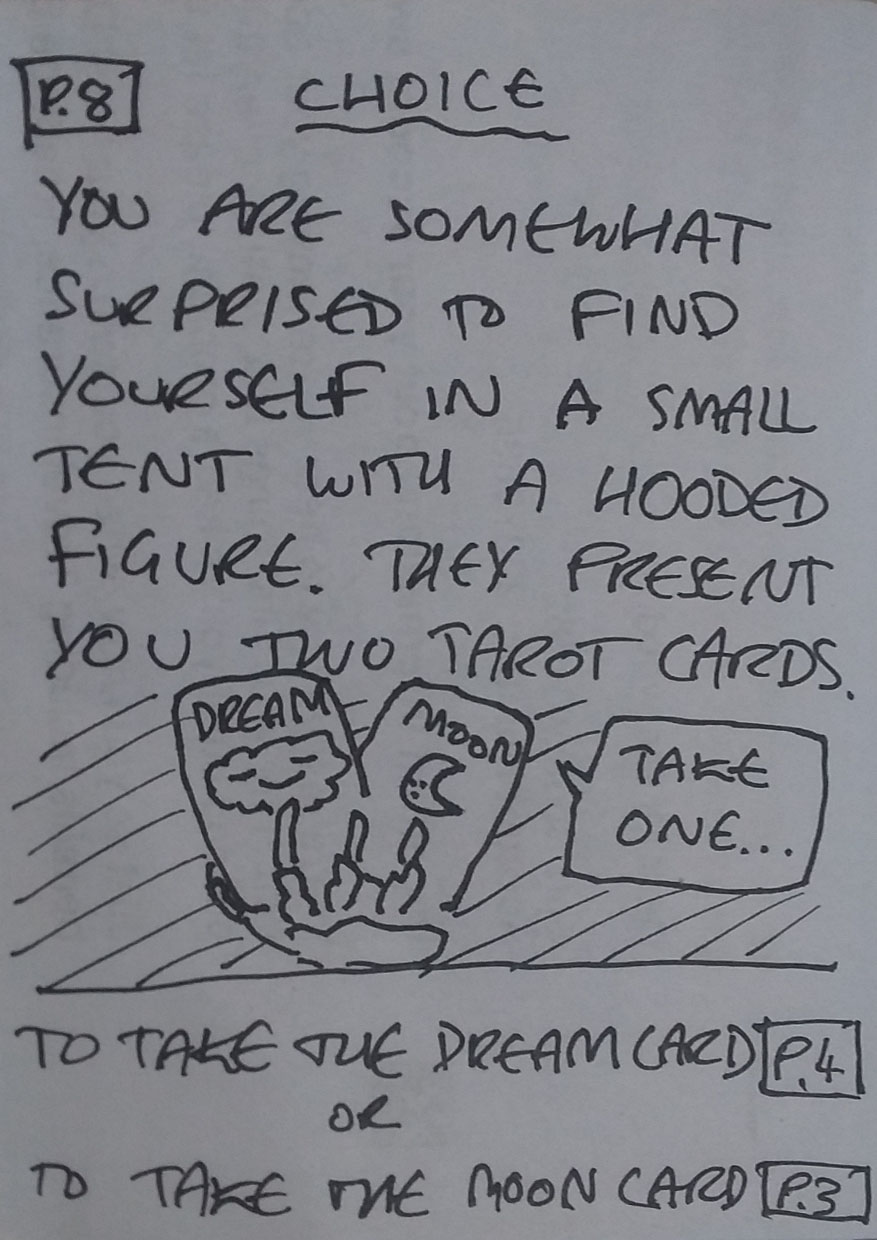 P.8 CHOICE
YOU ARE SOMEWHAT
SURPRISED TO FIND
YOURSELF IN A SMALL
TENT WITH A HOODED
FIGURE. THEY PRESENT
YOU TWO TAROT CARDS.
DREAM
MOON
TAKE
ONE...
TO TAKE THE DREAM CARD P.4
OR
TO TAKE THE MOON CARD P.3